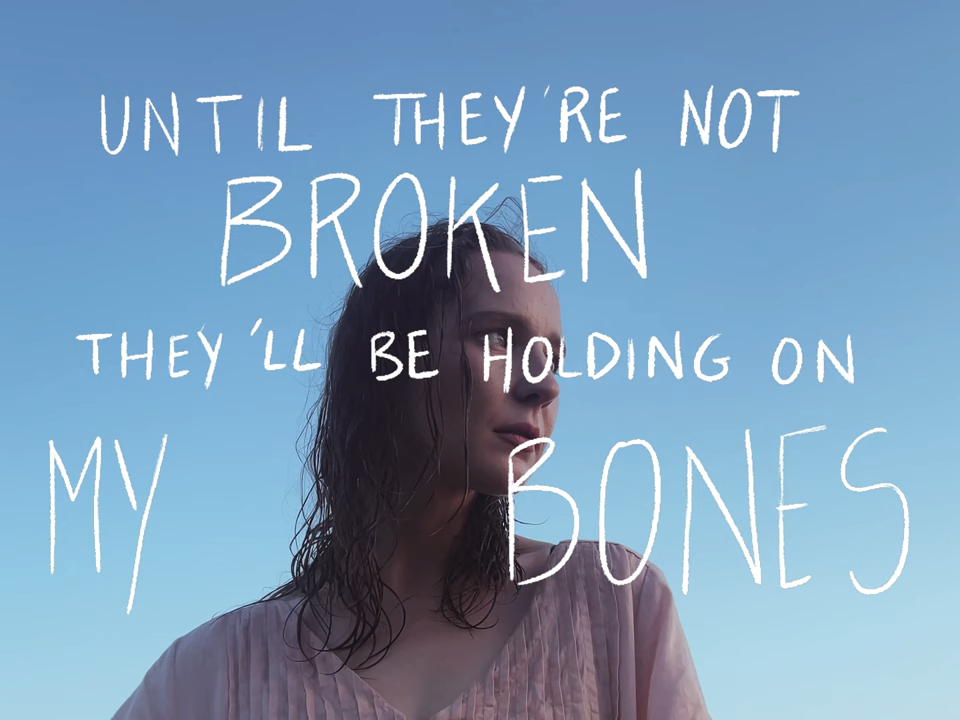 UNTIL THEY'RE NOT
BROKEN
THEY'LL BE HOLDING ON
MY BONES